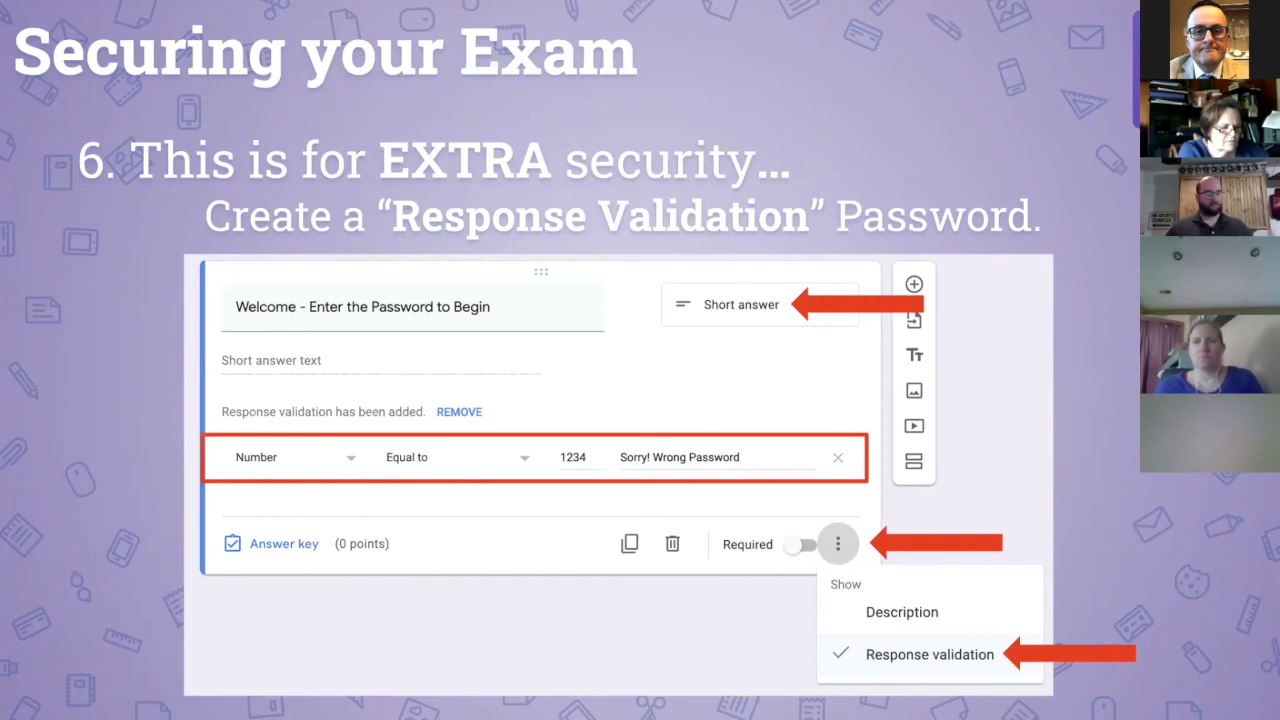 Securing your Exam
6. This is for EXTRA security...
Create a “Response Validation” Password.
Welcome - Enter the Password to Begin
Short answer
Short answer text
Response validation has been added. REMOVE
Number Equal to 1234 Sorry! Wrong Password
Answer key (0 points) Required
Show
Description
Response validation